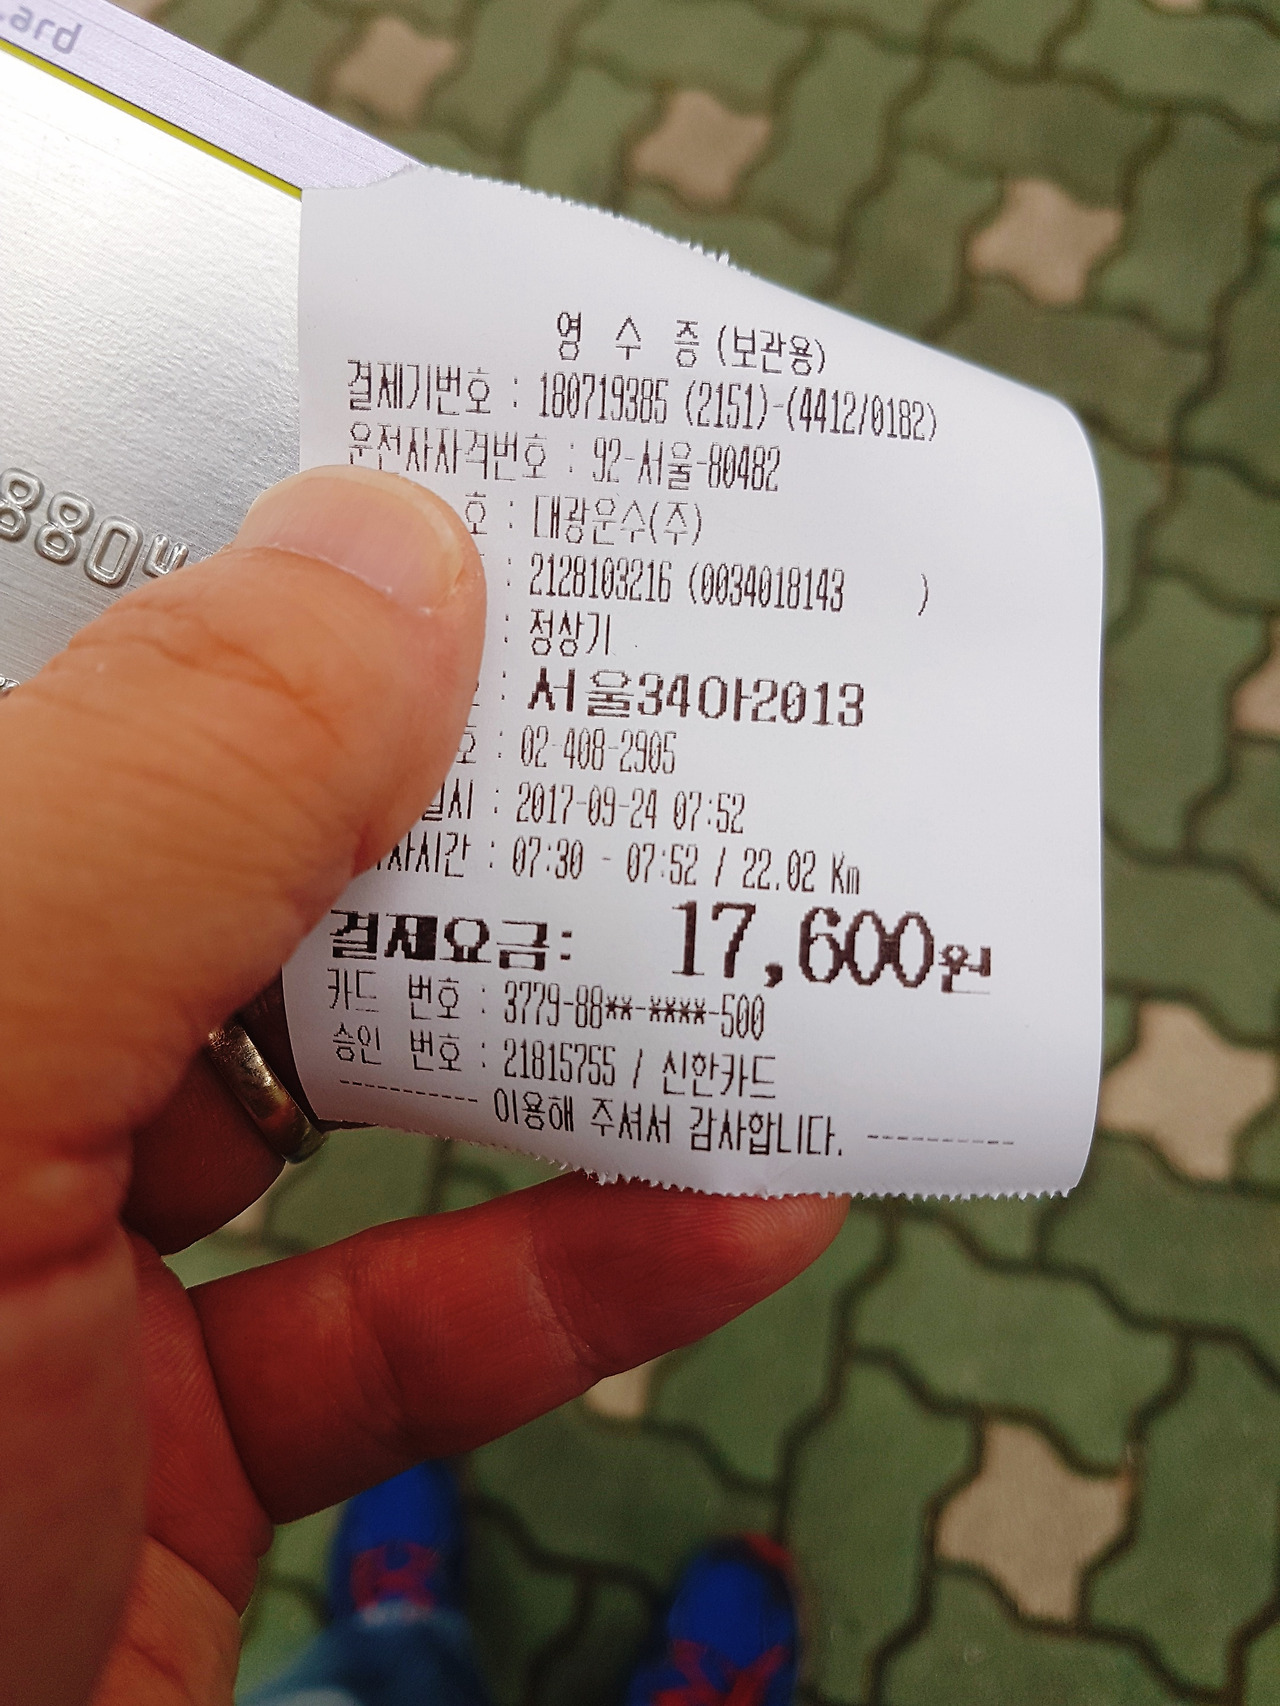 영 수 증 (보관용)
결제기번호 : 180719385 (2151)-(4412/0182)
운전자자격번호 : 92-서울-80482
호 : 대광운수(주)
: 2128103216 (0034018143 )
: 정상기
: 서울34아2013
호 : 02-408-2905
일시 : 2017-09-24 07:52
차시간 : 07:30 - 07:52 / 22.02 Km
결제요금: 17,600원
카드 번호 : 3779-88**-****-500
승인 번호 : 21815755 / 신한카드
---------- 이용해 주셔서 감사합니다. ----------
ard
880